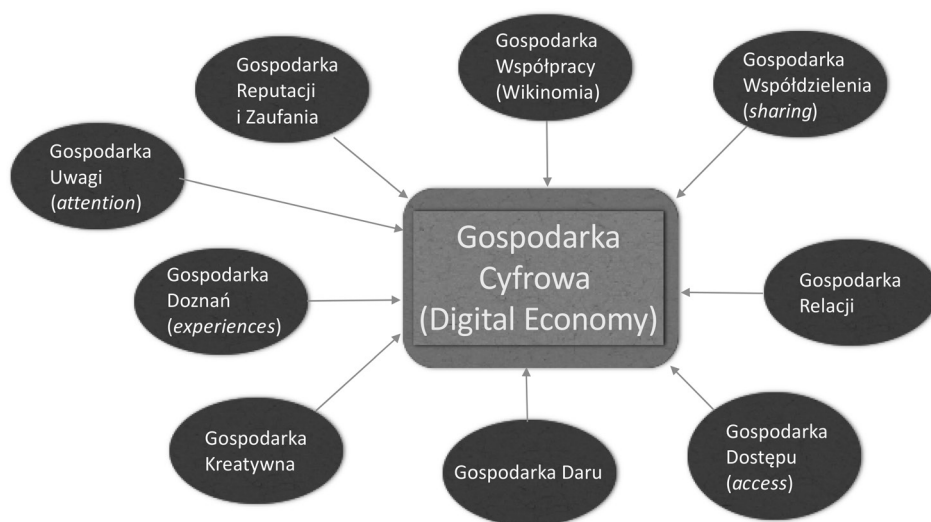 Gospodarka
Reputacji
i Zaufania
Gospodarka
Współpracy
(Wikinomia)
Gospodarka
Współdzielenia
(sharing)
Gospodarka
Uwagi
(attention)
Gospodarka
Cyfrowa
(Digital Economy)
Gospodarka
Doznań
(experiences)
Gospodarka
Relacji
Gospodarka
Kreatywna
Gospodarka Daru
Gospodarka
Dostępu
(access)